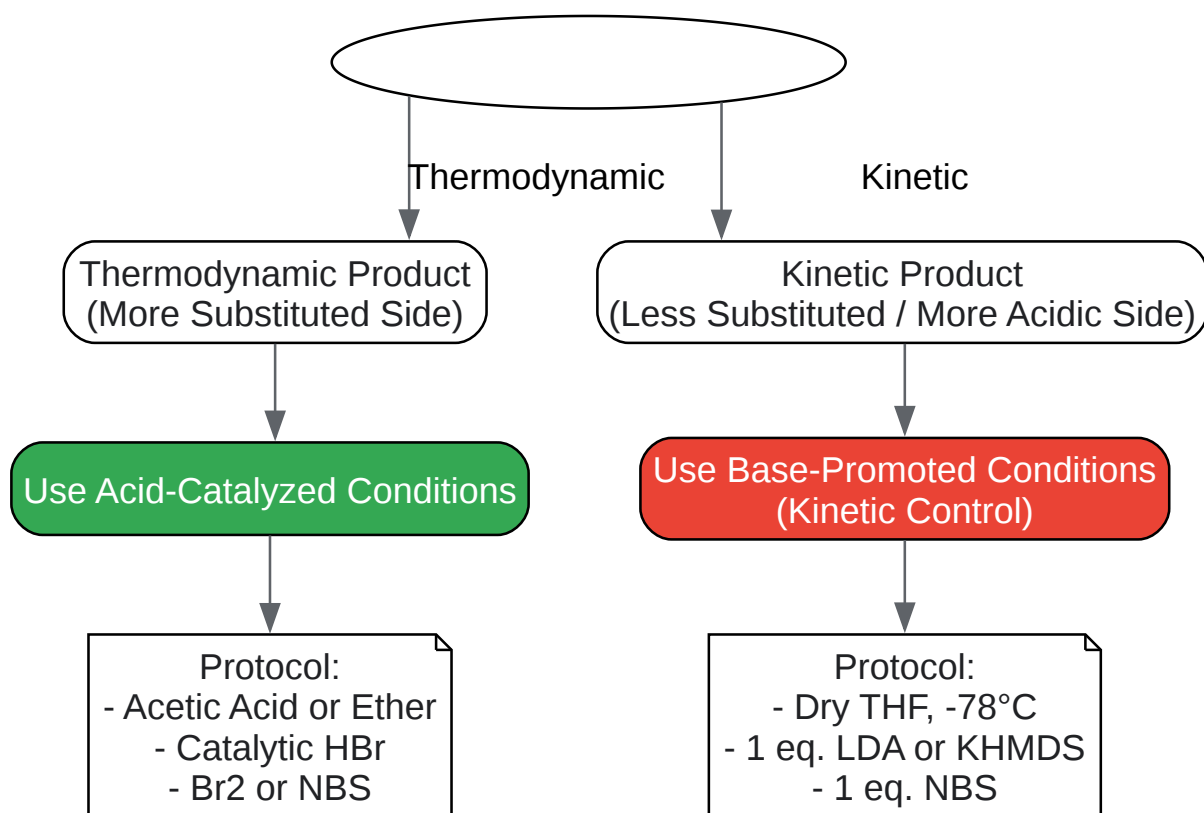 Thermodynamic
Kinetic
Thermodynamic Product
(More Substituted Side)
Kinetic Product
(Less Substituted / More Acidic Side)
Use Acid-Catalyzed Conditions
Use Base-Promoted Conditions
(Kinetic Control)
Protocol:
- Acetic Acid or Ether
- Catalytic HBr
- Br2 or NBS
Protocol:
- Dry THF, -78°C
- 1 eq. LDA or KHMDS
- 1 eq. NBS